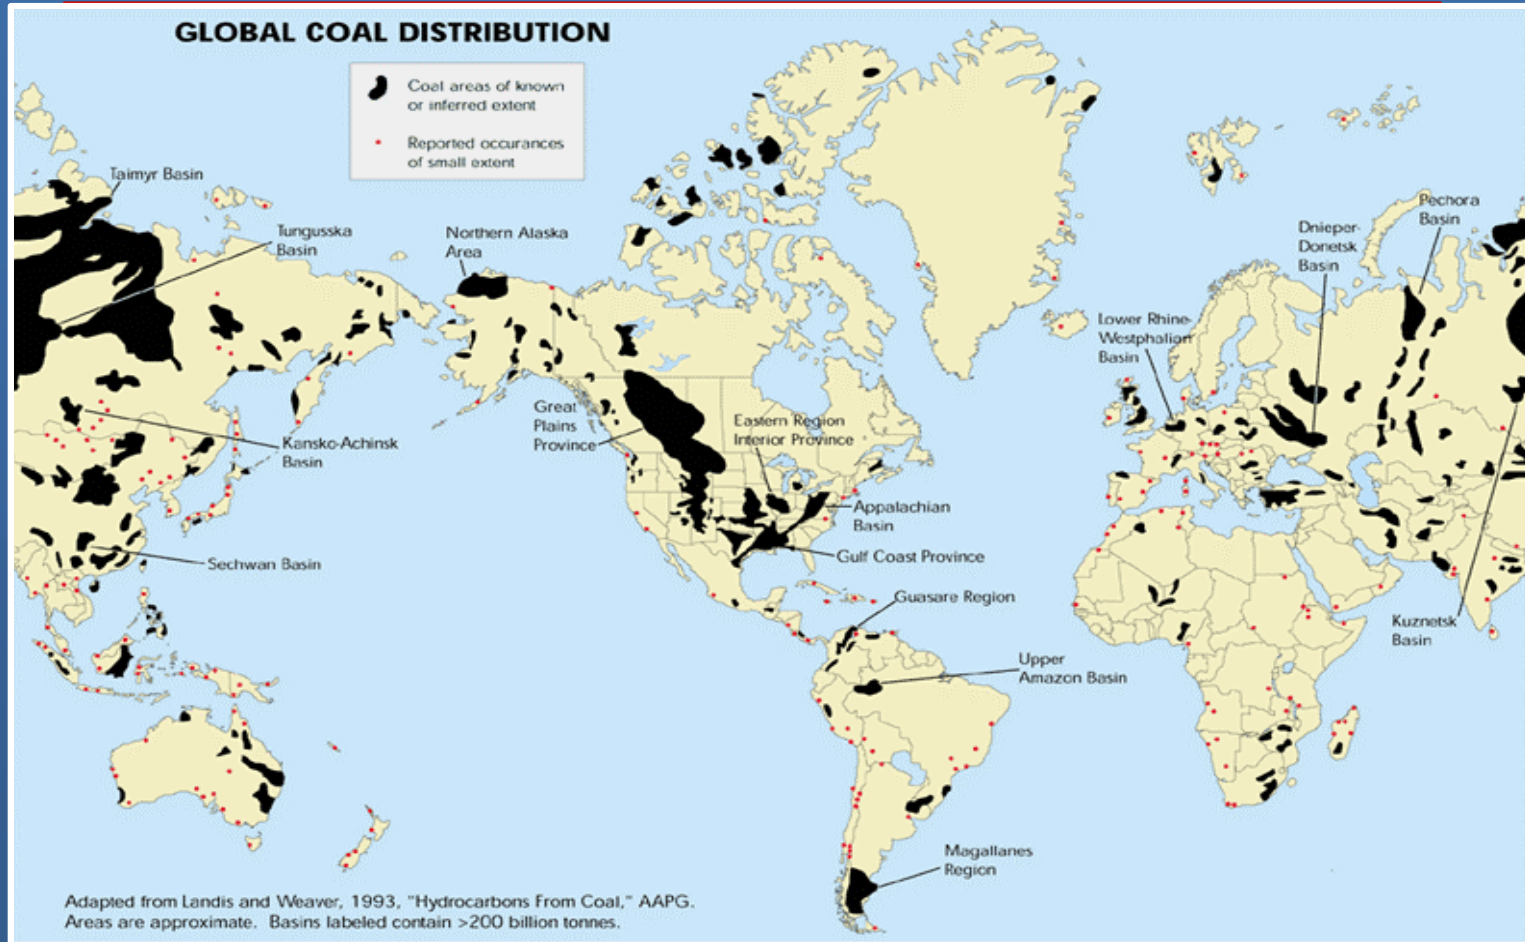 GLOBAL COAL DISTRIBUTION
Coal areas of known
or inferred extent
Reported occurances
of small extent
Taimyr Basin
Tungusska
Basin
Northern Alaska
Area
Pechora
Basin
Dnieper-
Donetsk
Basin
Lower Rhine-
Westphalian
Basin
Great
Plains
Province
Eastern Region
Interior Province
Kansko-Achinsk
Basin
Appalachian
Basin
Gulf Coast Province
Sechwan Basin
Guasare Region
Kuznetsk
Basin
Upper
Amazon Basin
Magallanes
Region
Adapted from Landis and Weaver, 1993, "Hydrocarbons From Coal," AAPG.
Areas are approximate. Basins labeled contain >200 billion tonnes.